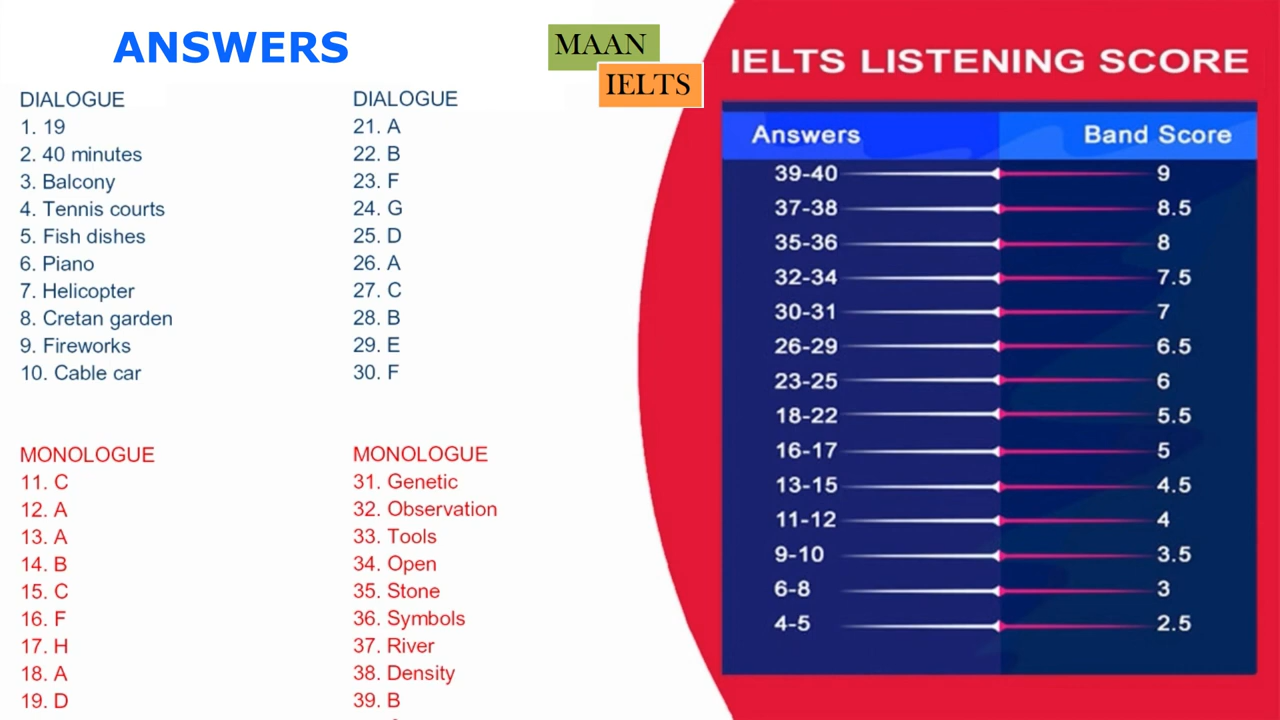 ANSWERS
MAAN
IELTS
DIALOGUE
1. 19
2. 40 minutes
3. Balcony
4. Tennis courts
5. Fish dishes
6. Piano
7. Helicopter
8. Cretan garden
9. Fireworks
10. Cable car
MONOLOGUE
11. C
12. A
13. A
14. B
15. C
16. F
17. H
18. A
19. D
DIALOGUE
21. A
22. B
23. F
24. G
25. D
26. A
27. C
28. B
29. E
30. F
MONOLOGUE
31. Genetic
32. Observation
33. Tools
34. Open
35. Stone
36. Symbols
37. River
38. Density
39. B
IELTS LISTENING SCORE
Answers Band Score
39-40 9
37-38 8.5
35-36 8
32-34 7.5
30-31 7
26-29 6.5
23-25 6
18-22 5.5
16-17 5
13-15 4.5
11-12 4
9-10 3.5
6-8 3
4-5 2.5